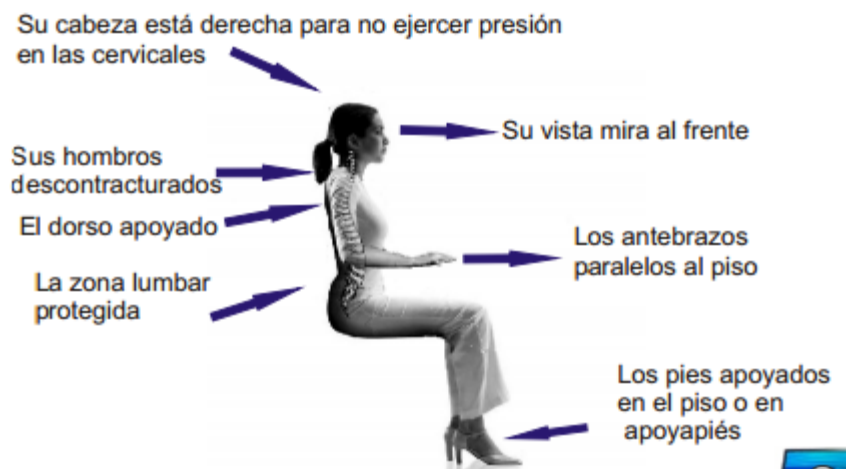 Su cabeza está derecha para no ejercer presión
en las cervicales
Su vista mira al frente
Sus hombros
descontracturados
El dorso apoyado
Los antebrazos
paralelos al piso
La zona lumbar
protegida
Los pies apoyados
en el piso o en
apoyapiés